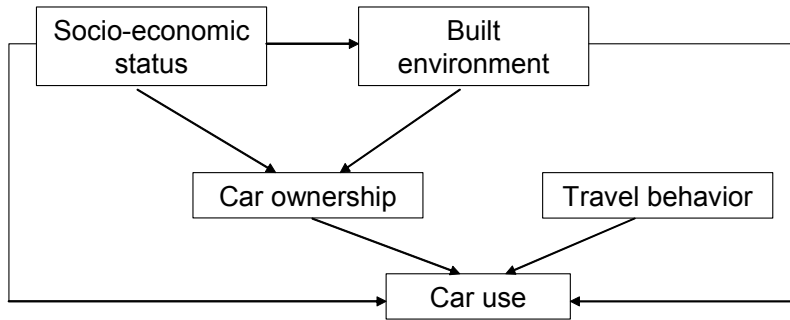 Socio-economic
status
Built
environment
Car ownership
Travel behavior
Car use